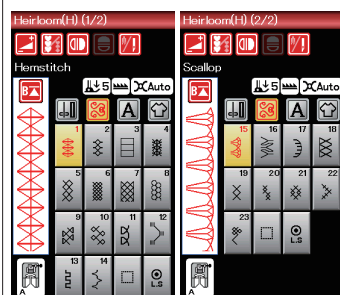 Heirloom(H) (1/2)
Hemstitch
B
5
Auto
A
1
2
3
4
5
6
7
8
9
10
11
12
13
14
L.S
A
Heirloom(H) (2/2)
Scallop
B
5
Auto
A
15
16
17
18
19
20
21
22
23
L.S
A